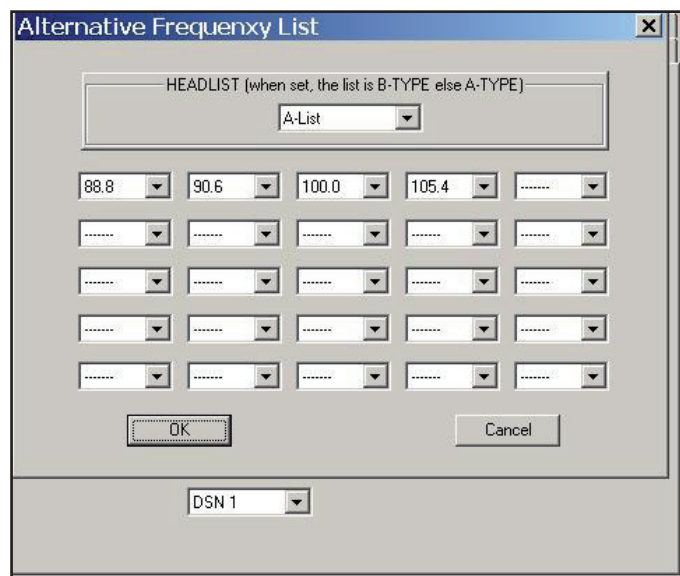 Alternative Frequenxy List
HEADLIST (when set, the list is B-TYPE else A-TYPE)
A-List
88.8 90.6 100.0 105.4 -------
------- ------- ------- ------- -------
------- ------- ------- ------- -------
------- ------- ------- ------- -------
------- ------- ------- ------- -------
OK Cancel
DSN 1